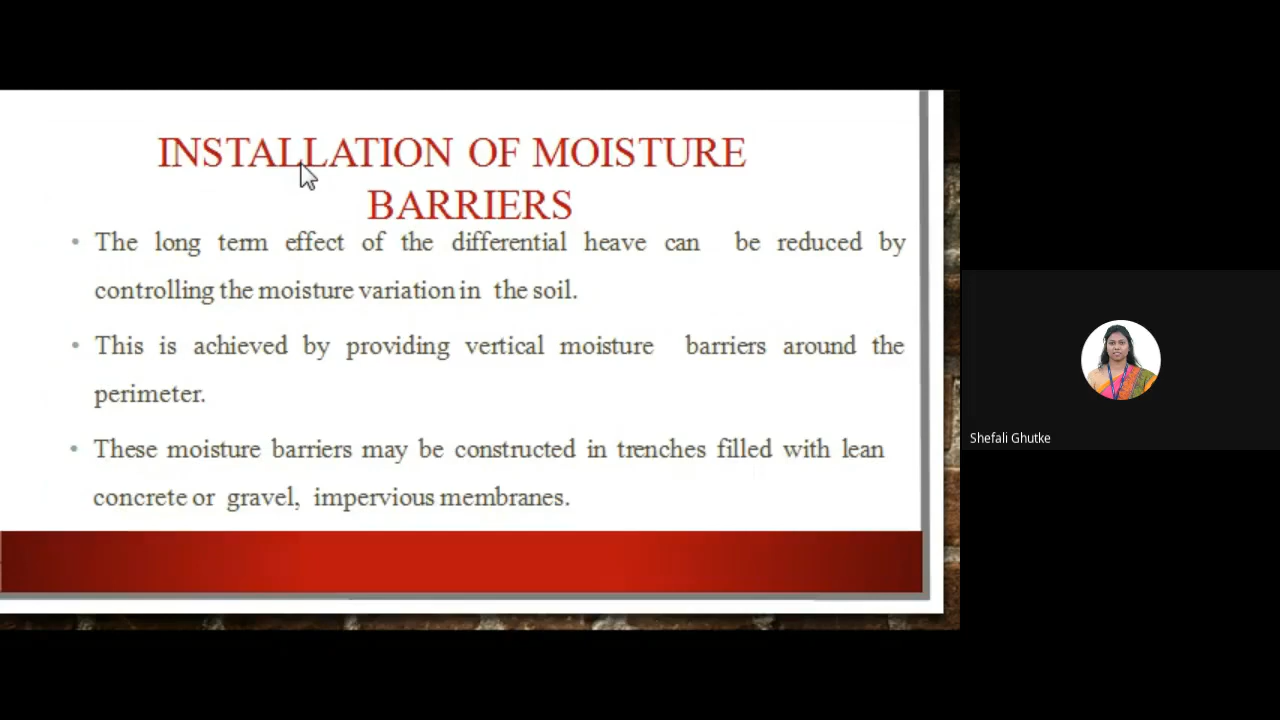 INSTALLATION OF MOISTURE
BARRIERS
• The long term effect of the differential heave can be reduced by
controlling the moisture variation in the soil.
• This is achieved by providing vertical moisture barriers around the
perimeter.
• These moisture barriers may be constructed in trenches filled with lean
concrete or gravel, impervious membranes.
Shefali Ghutke